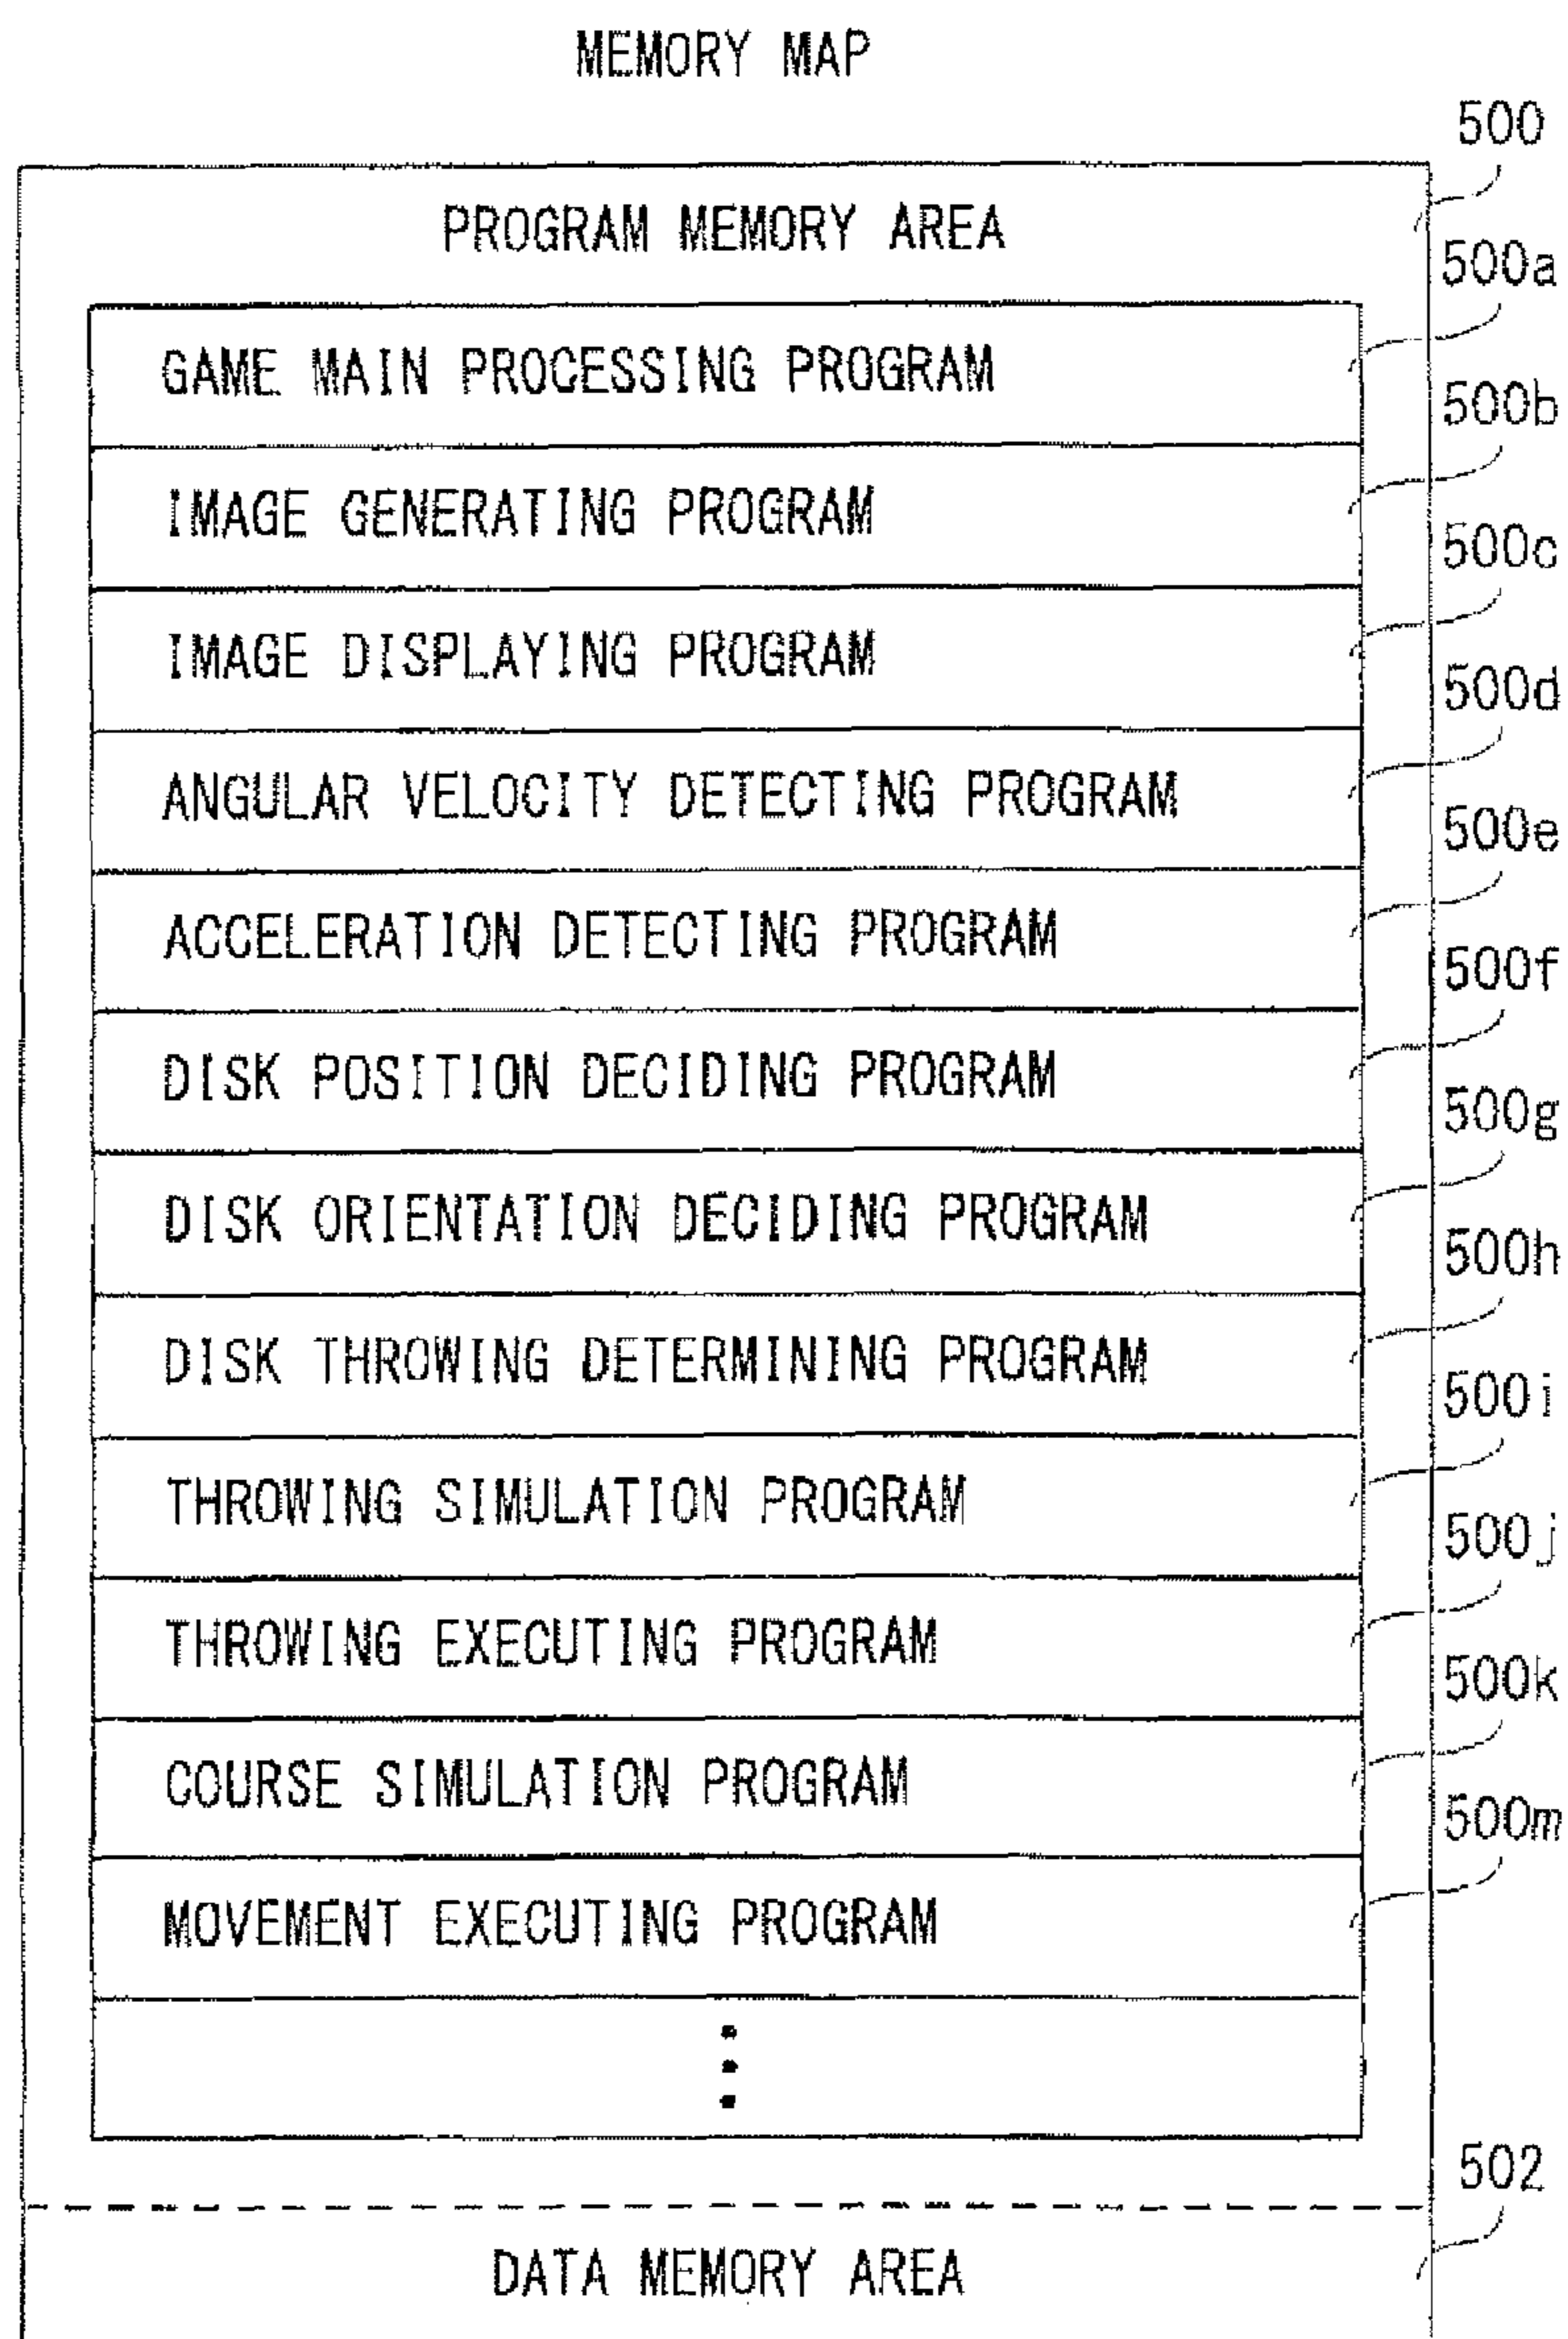 MEMORY MAP
500
PROGRAM MEMORY AREA
500a
GAME MAIN PROCESSING PROGRAM
500b
IMAGE GENERATING PROGRAM
500c
IMAGE DISPLAYING PROGRAM
500d
ANGULAR VELOCITY DETECTING PROGRAM
500e
ACCELERATION DETECTING PROGRAM
500f
DISK POSITION DECIDING PROGRAM
500g
DISK ORIENTATION DECIDING PROGRAM
500h
DISK THROWING DETERMINING PROGRAM
500i
THROWING SIMULATION PROGRAM
500j
THROWING EXECUTING PROGRAM
500k
COURSE SIMULATION PROGRAM
500m
MOVEMENT EXECUTING PROGRAM
502
DATA MEMORY AREA